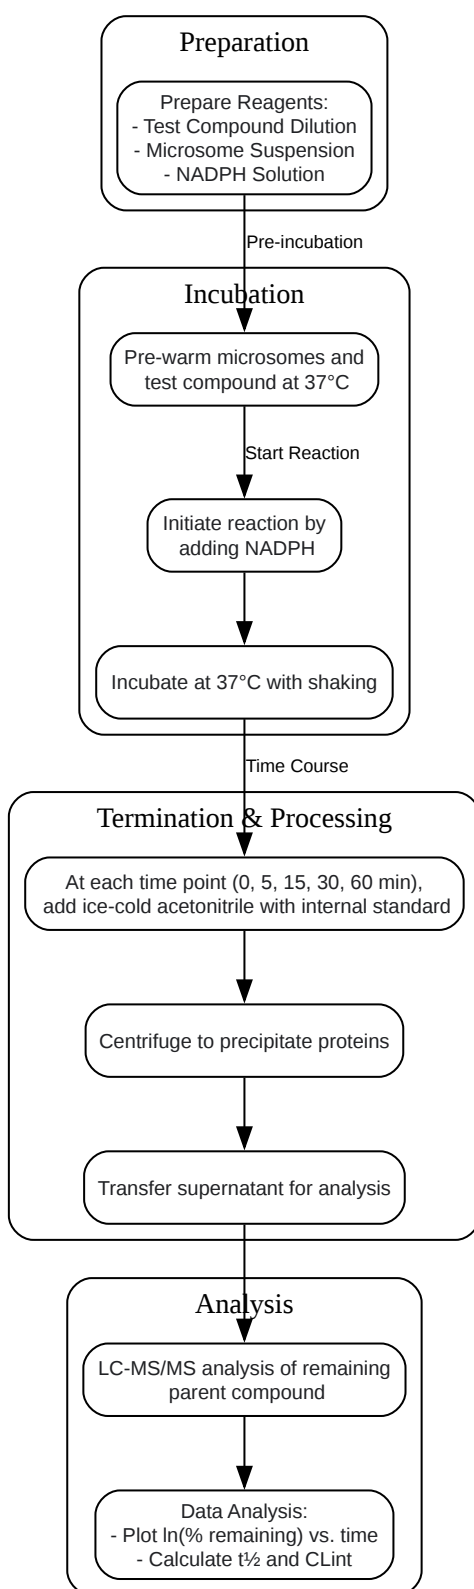 Preparation
Prepare Reagents:
- Test Compound Dilution
- Microsome Suspension
- NADPH Solution
Pre-incubation
Incubation
Pre-warm microsomes and
test compound at 37°C
Start Reaction
Initiate reaction by
adding NADPH
Incubate at 37°C with shaking
Time Course
Termination & Processing
At each time point (0, 5, 15, 30, 60 min),
add ice-cold acetonitrile with internal standard
Centrifuge to precipitate proteins
Transfer supernatant for analysis
Analysis
LC-MS/MS analysis of remaining
parent compound
Data Analysis:
- Plot ln(% remaining) vs. time
- Calculate t½ and CLint